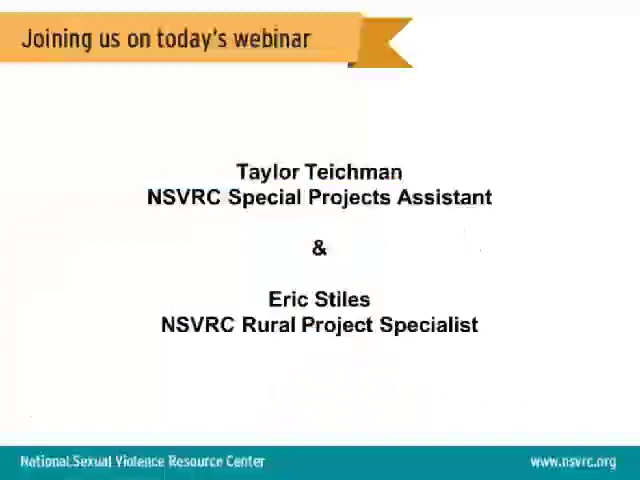 Joining us on today's webinar
Taylor Teichman
NSVRC Special Projects Assistant
&
Eric Stiles
NSVRC Rural Project Specialist
National Sexual Violence Resource Center
www.nsvrc.org